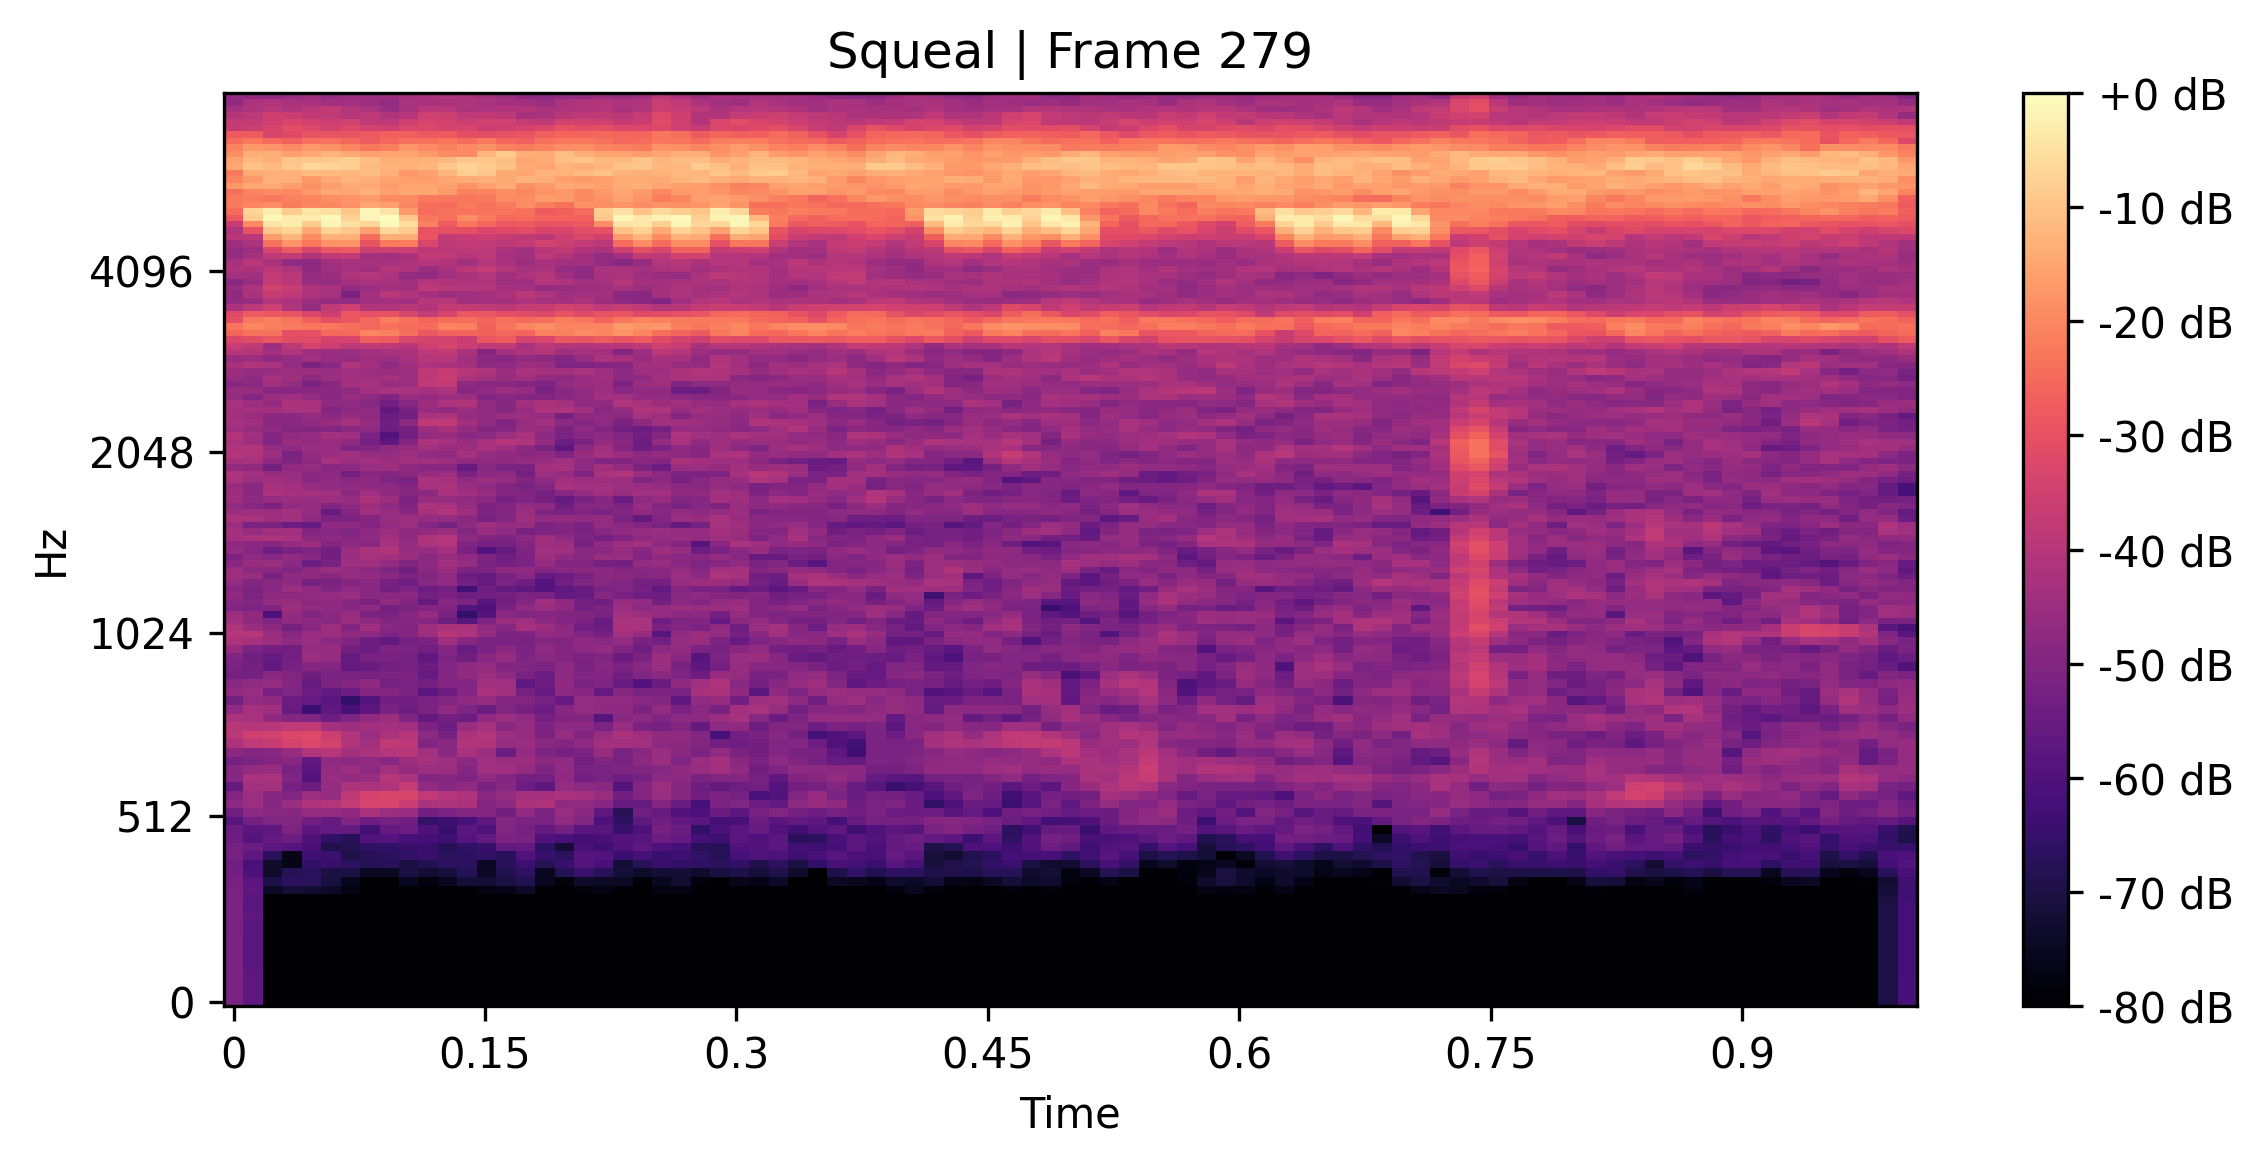 Squeal | Frame 279
+0 dB
-10 dB
-20 dB
-30 dB
-40 dB
-50 dB
-60 dB
-70 dB
-80 dB
Hz
4096
2048
1024
512
0
0 0.15 0.3 0.45 0.6 0.75 0.9
Time